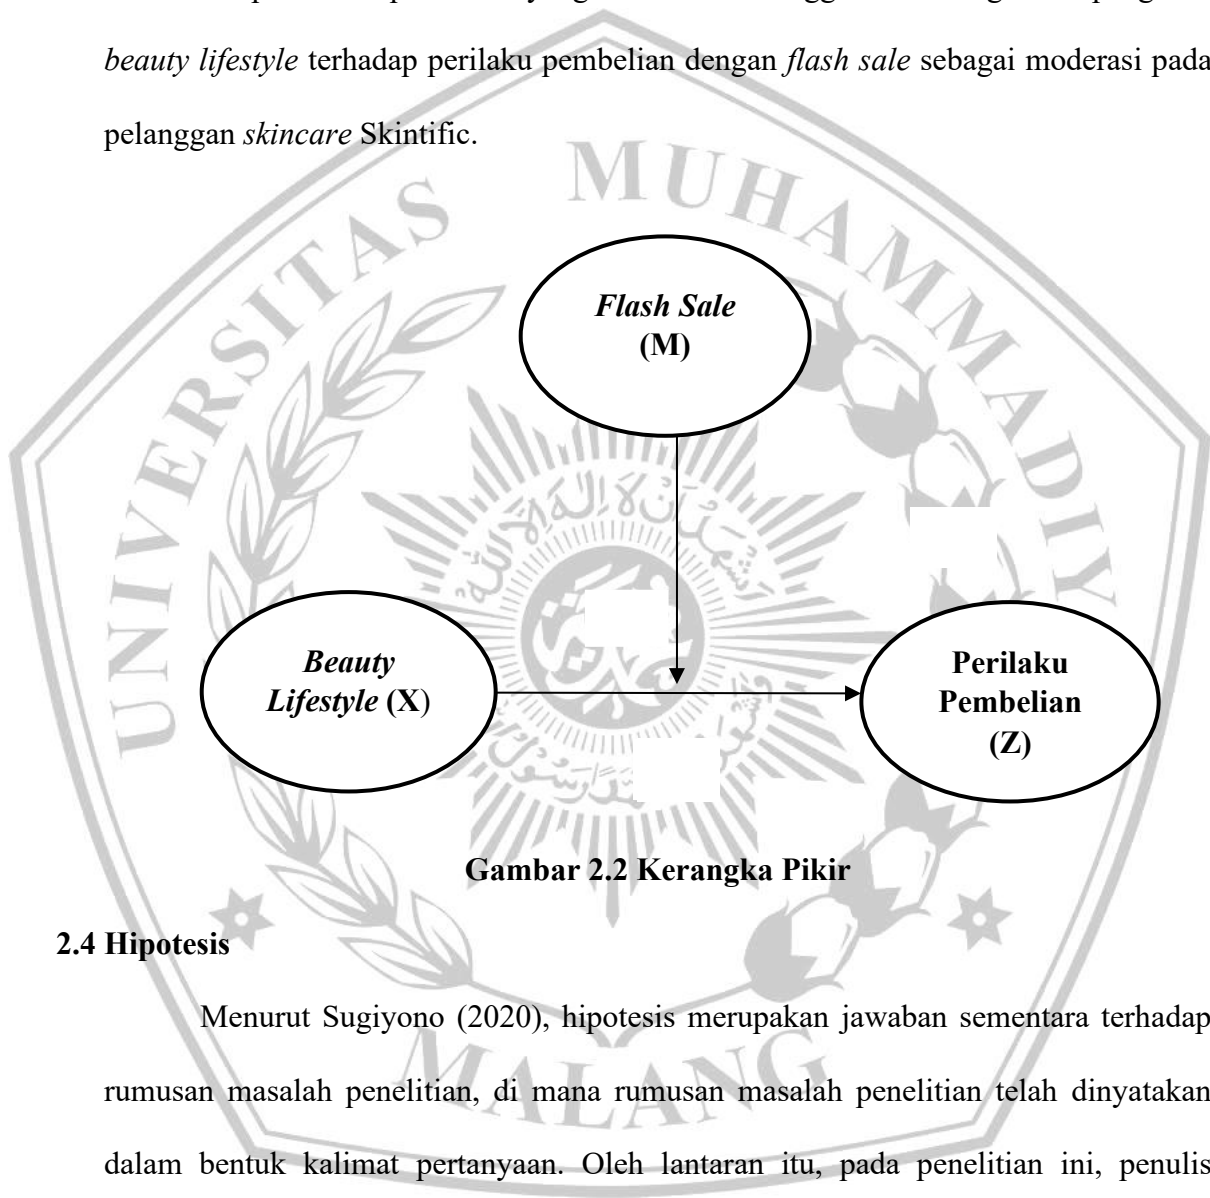 beauty lifestyle terhadap perilaku pembelian dengan flash sale sebagai moderasi pada
pelanggan skincare Skintific.
UNIVERSITAS MUHAMMADIYAH
Flash Sale
(M)
Beauty
Lifestyle (X)
Perilaku
Pembelian
(Z)
Gambar 2.2 Kerangka Pikir
2.4 Hipotesis
Menurut Sugiyono (2020), hipotesis merupakan jawaban sementara terhadap
MALANG
rumusan masalah penelitian, di mana rumusan masalah penelitian telah dinyatakan
dalam bentuk kalimat pertanyaan. Oleh lantaran itu, pada penelitian ini, penulis